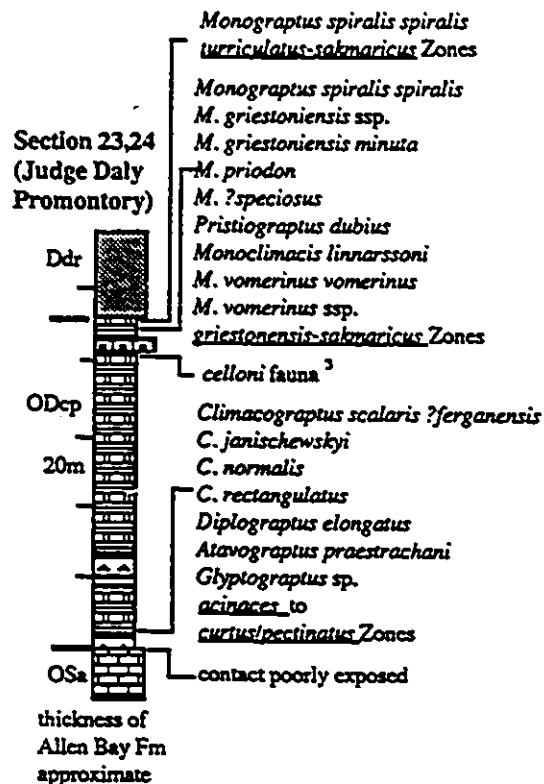 Monograptus spiralis spiralis
turriculatus-sakmaricus Zones
Monograptus spiralis spiralis
M. griestoniensis ssp.
M. griestoniensis minuta
M. priodon
M. ?speciosus
Pristiograptus dubius
Monoclimacis linnarssoni
M. vomerinus vomerinus
M. vomerinus ssp.
griestonensis-sakmaricus Zones
celloni fauna 3
Section 23,24
(Judge Daly
Promontory)
Ddr
ODcp
20m
OSa
Climacograptus scalaris ?ferganensis
C. janischewskyi
C. normalis
C. rectangulatus
Diplograptus elongatus
Atavograptus praestrachani
Glyptograptus sp.
acinaces to
curtus/pectinatus Zones
contact poorly exposed
thickness of
Allen Bay Fm
approximate